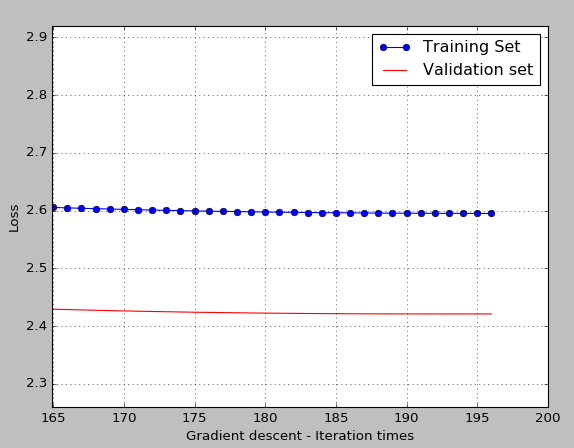 2.9
2.8
2.7
2.6
2.5
2.4
2.3
Loss
Training Set
Validation set
165 170 175 180 185 190 195 200
Gradient descent - Iteration times